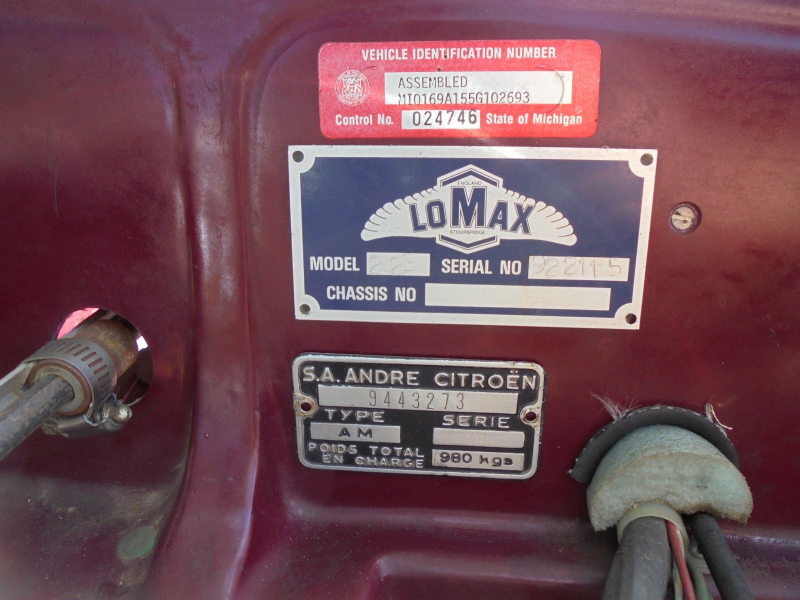 VEHICLE IDENTIFICATION NUMBER
ASSEMBLED
MI0169A155G102693
Control No. 024746 State of Michigan
ENGLAND
LOMAX
STOURBRIDGE
MODEL SERIAL NO
CHASSIS NO
S.A. ANDRE CITROËN
9443273
TYPE SERIE
AM
POIDS TOTAL
EN CHARGE 980 kgs